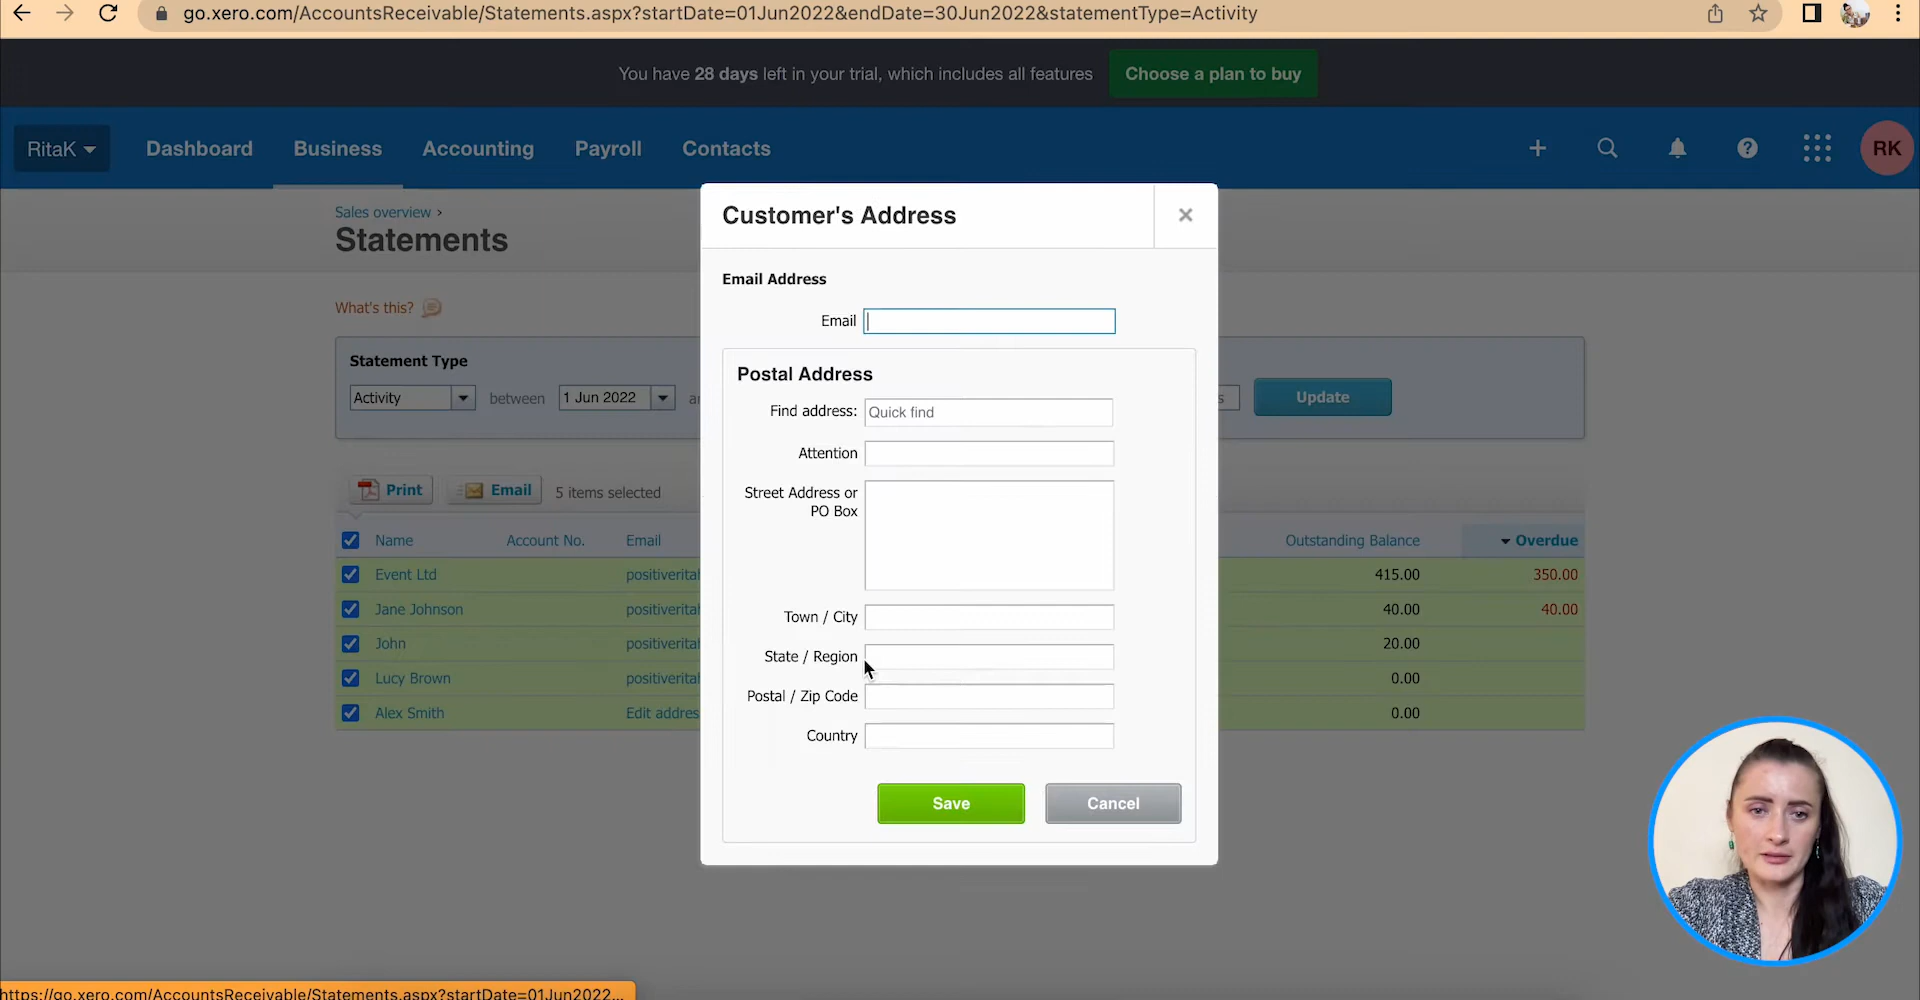 go.xero.com/AccountsReceivable/Statements.aspx?startDate=01Jun2022&endDate=30Jun2022&statementType=Activity
You have 28 days left in your trial, which includes all features
Choose a plan to buy
RitaK
Dashboard
Business
Accounting
Payroll
Contacts
RK
Sales overview ›
Statements
What's this?
Statement Type
Activity
between
1 Jun 2022
Update
Print
Email
5 items selected
Name
Account No.
Email
Outstanding Balance
Overdue
Event Ltd
415.00
350.00
Jane Johnson
40.00
40.00
John
20.00
Lucy Brown
0.00
Alex Smith
Edit
0.00
Customer's Address
Email Address
Email
Postal Address
Find address:
Quick find
Attention
Street Address or
PO Box
Town / City
State / Region
Postal / Zip Code
Country
Save
Cancel
https://go.xero.com/AccountsReceivable/Statements.aspx?startDate=01Jun2022...